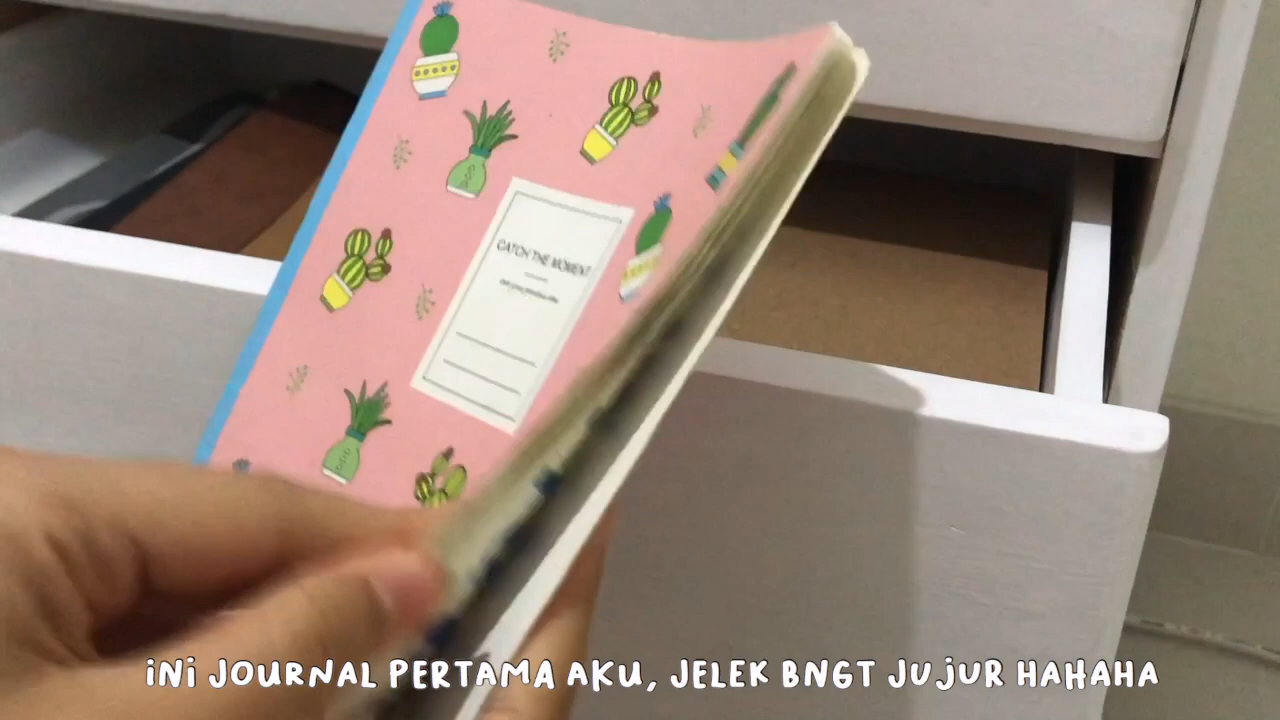 CATCH THE MOMENT
iNi JOURNAL PERTAMA AKU, JELEK BNGT JUJUR HAHAHA